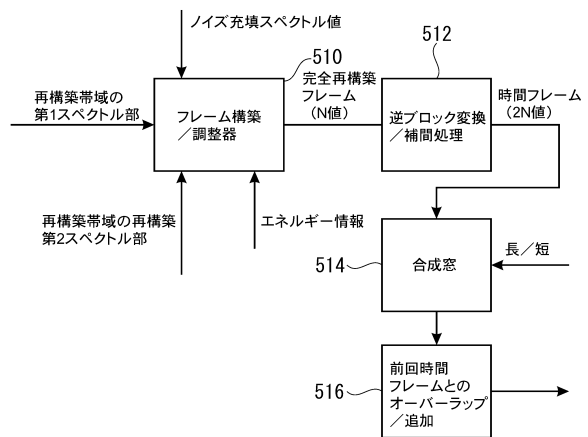 ノイズ充填スペクトル値
510
512
再構築帯域の
第1スペクトル部
フレーム構築
／調整器
完全再構築
フレーム
(N値)
逆ブロック変換
／補間処理
時間フレーム
(2N値)
再構築帯域の再構築
第2スペクトル部
エネルギー情報
514
合成窓
長／短
516
前回時間
フレームとの
オーバーラップ
／追加